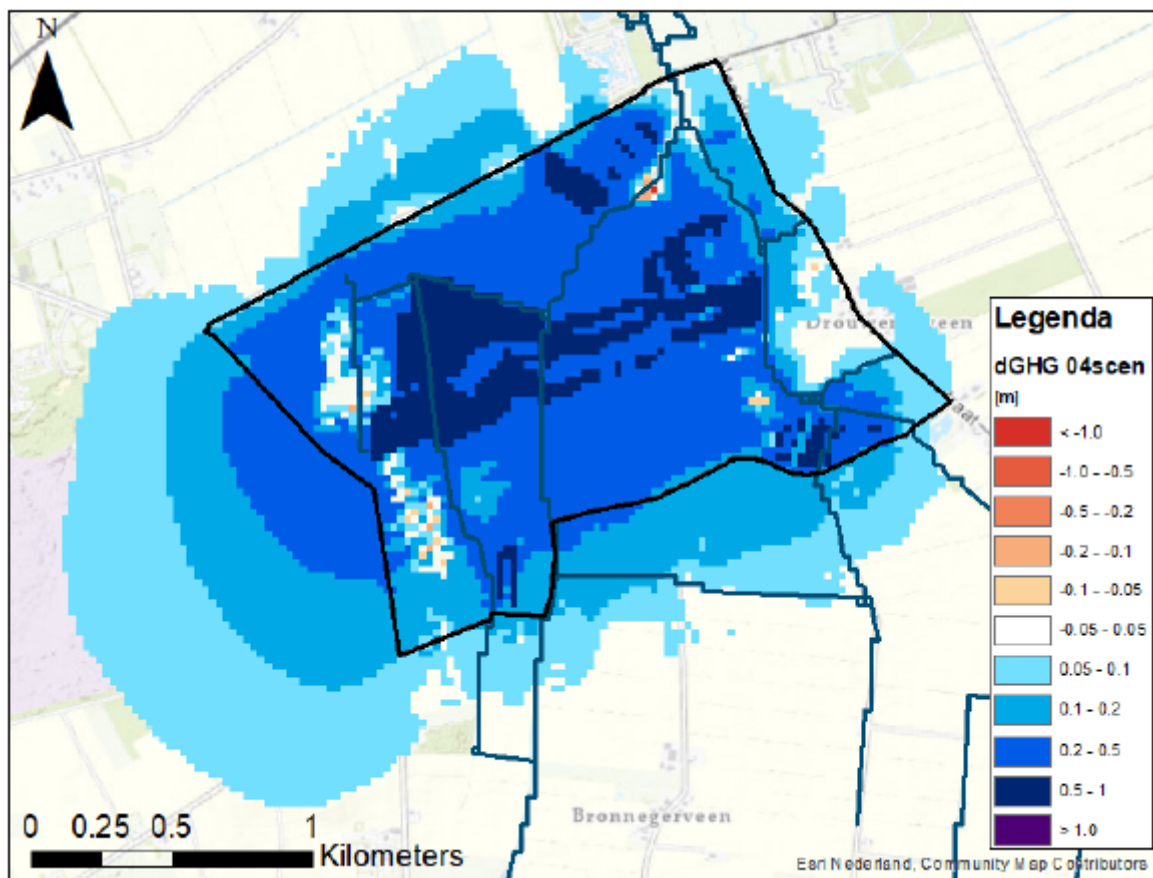 N
Legenda
dGHG 04scen
[m]
< -1.0
-1.0 - -0.5
-0.5 - -0.2
-0.2 - -0.1
-0.1 - -0.05
-0.05 - 0.05
0.05 - 0.1
0.1 - 0.2
0.2 - 0.5
0.5 - 1
> 1.0
Bronnegerveen
0 0.25 0.5 1
Kilometers
Esri Nederland, Community Map Contributors